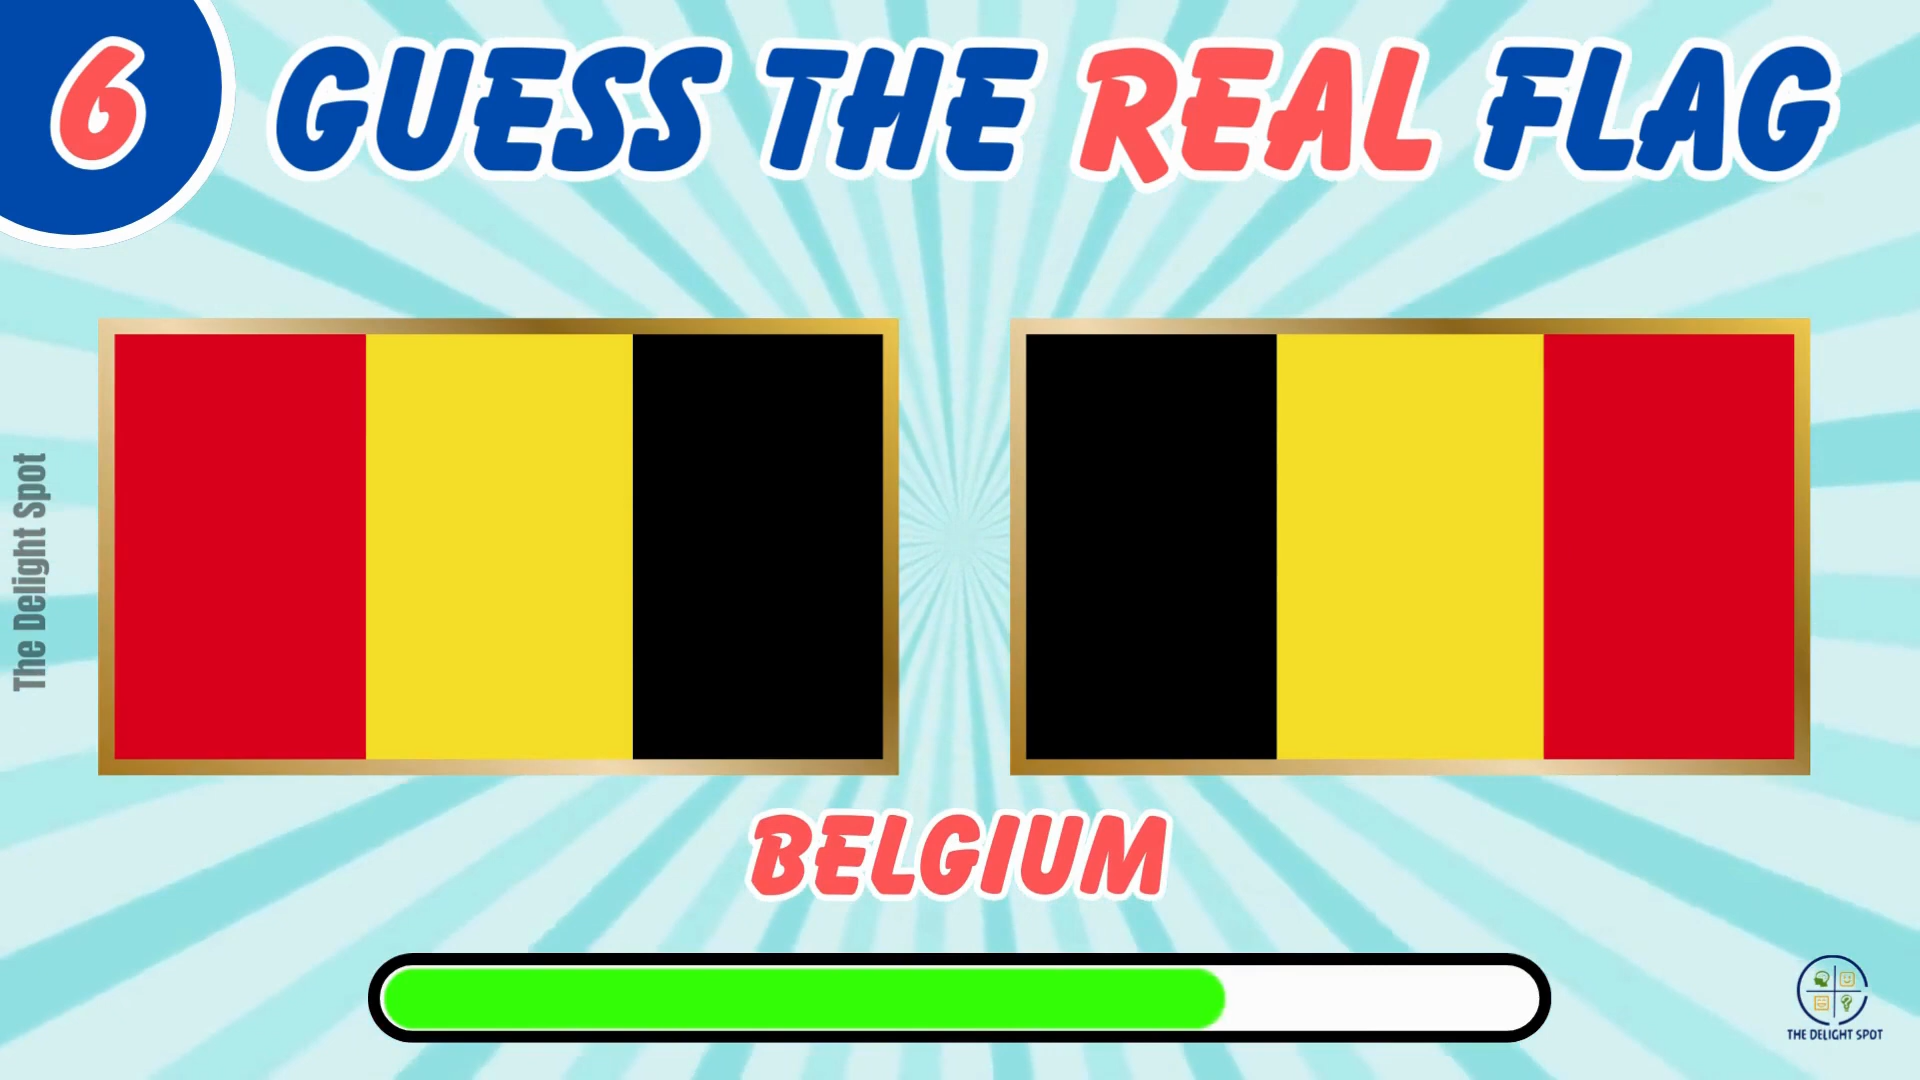 6
GUESS THE REAL FLAG
The Delight Spot
BELGIUM
THE DELIGHT SPOT